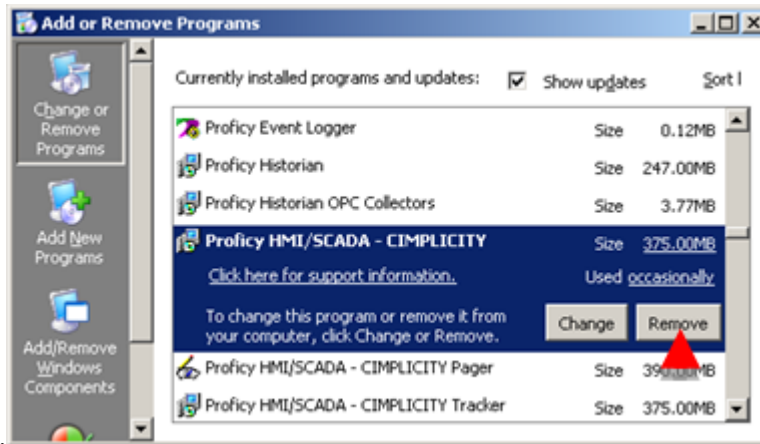 Add or Remove Programs
Change or
Remove
Programs
Add New
Programs
Add/Remove
Windows
Components
Currently installed programs and updates: Show updates Sort
Proficy Event Logger Size 0.12MB
Proficy Historian Size 247.00MB
Proficy Historian OPC Collectors Size 3.77MB
Proficy HMI/SCADA - CIMPLICITY Size 375.00MB
Click here for support information. Used occasionally
To change this program or remove it from
your computer, click Change or Remove.
Change Remove
Proficy HMI/SCADA - CIMPLICITY Pager Size
Proficy HMI/SCADA - CIMPLICITY Tracker Size 375.00MB